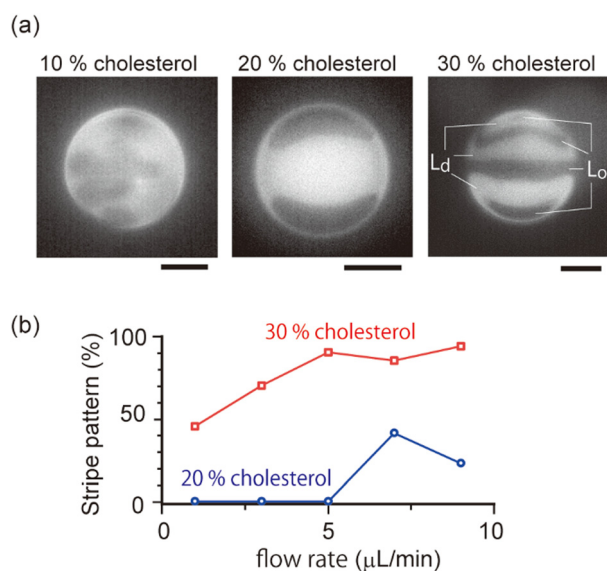 (a)
10 % cholesterol
20 % cholesterol
30 % cholesterol
Ld
Lo
(b)
100
50
0
Stripe pattern (%)
30 % cholesterol
20 % cholesterol
0
5
10
flow rate (μL/min)